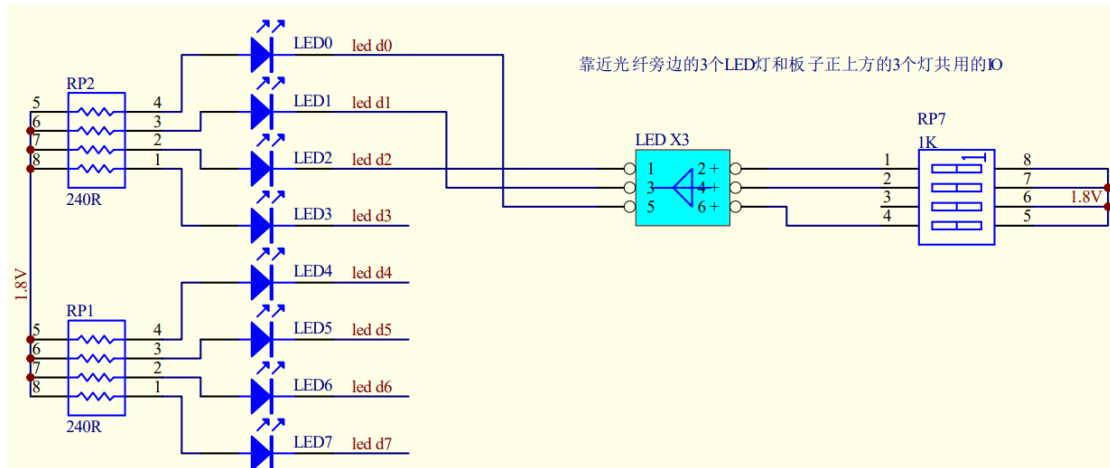 LED0 led d0
靠近光纤旁边的3个LED灯和板子正上方的3个灯共用的IO
RP2
5 4
6 3
7 2
8 1
240R
LED1 led d1
LED2 led d2
LED3 led d3
LED X3
1 2+
3 4+
5 6+
RP7
1K
1
1 8
2 7
3 6
4 5
1.8V
1.8V
LED4 led d4
RP1
5 4
6 3
7 2
8 1
240R
LED5 led d5
LED6 led d6
LED7 led d7